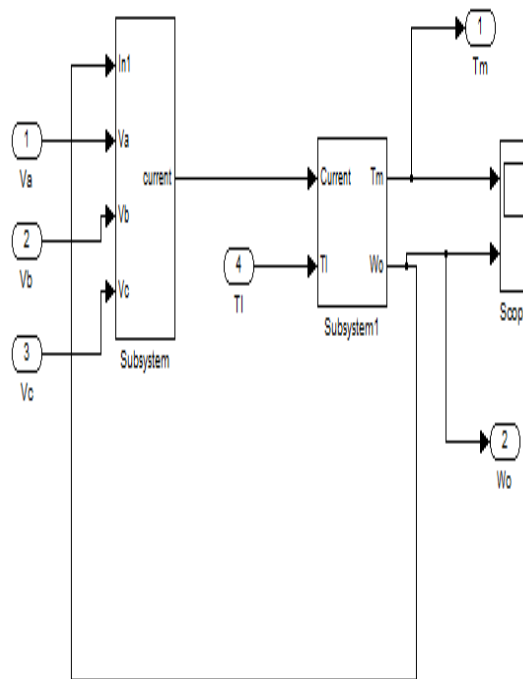 1
Tm
In1
1
Va
Va
current
Current
Tm
2
Vb
Vb
4
Tl
Tl
Wo
3
Vc
Vc
Subsystem
Subsystem1
Scop
2
Wo